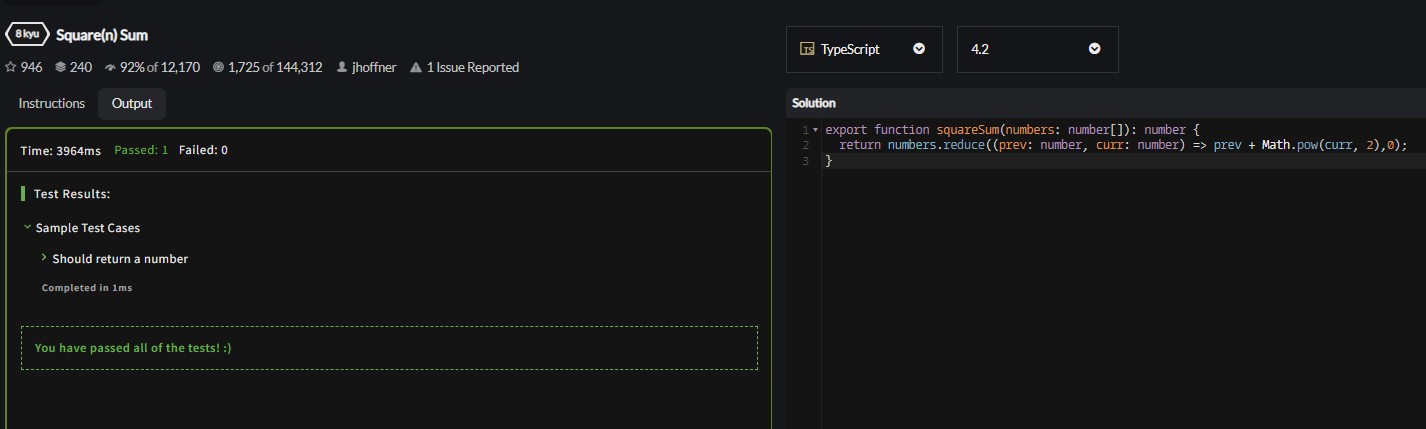 8 kyu Square(n) Sum
946 240 92% of 12,170 1,725 of 144,312 jhoffner 1 Issue Reported
Instructions Output
Time: 3964ms Passed: 1 Failed: 0
Test Results:
Sample Test Cases
Should return a number
Completed in 1ms
You have passed all of the tests! :)
TS TypeScript 4.2
Solution
1 export function squareSum(numbers: number[]): number {
2 return numbers.reduce((prev: number, curr: number) => prev + Math.pow(curr, 2),0);
3 }